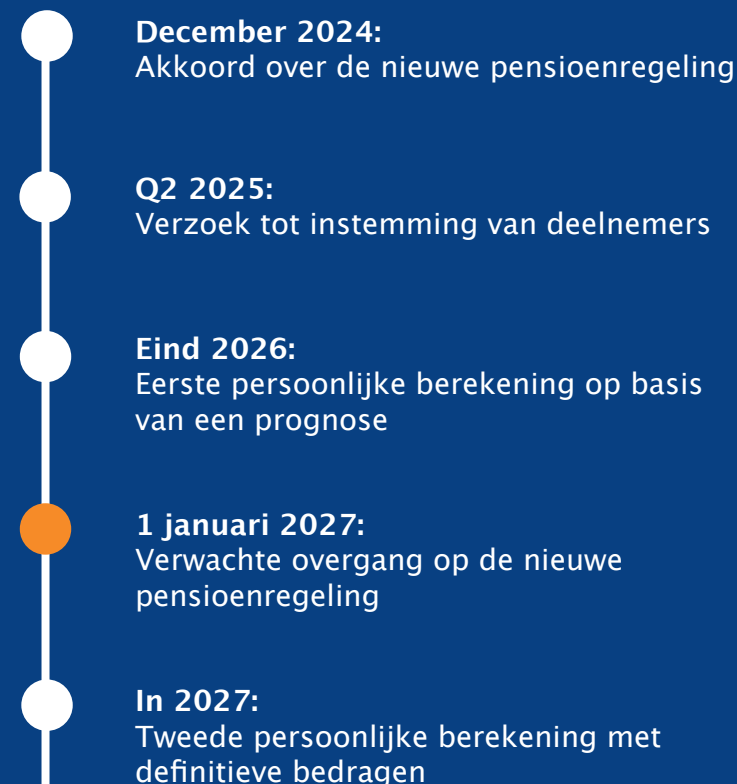 December 2024:
Akkoord over de nieuwe pensioenregeling
Q2 2025:
Verzoek tot instemming van deelnemers
Eind 2026:
Eerste persoonlijke berekening op basis
van een prognose
1 januari 2027:
Verwachte overgang op de nieuwe
pensioenregeling
In 2027:
Tweede persoonlijke berekening met
definitieve bedragen